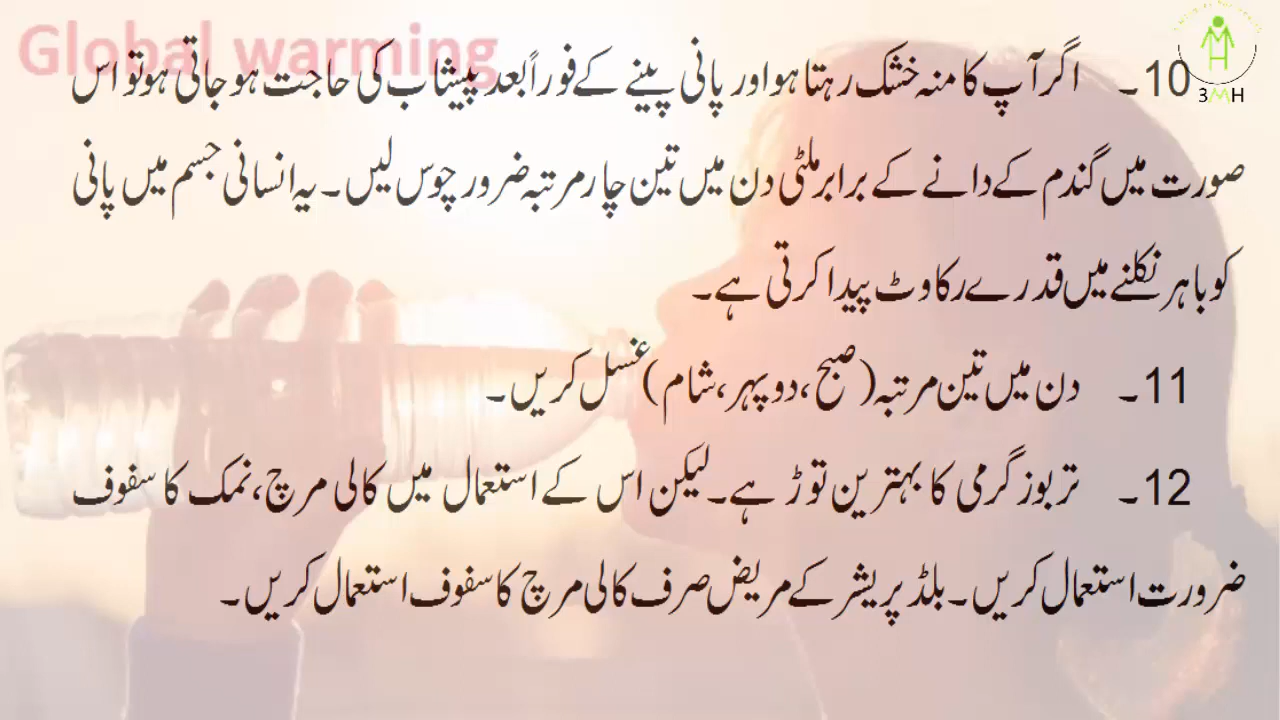 Global warming
3MH
10۔ اگر آپ کا منہ خشک رہتا ہو اور پانی پینے کے فوراً بعد پیشاب کی حاجت ہو جاتی ہو تو اس
صورت میں گندم کے دانے کے برابر ملٹی دن میں تین چار مرتبہ ضرور چوس لیں۔ یہ انسانی جسم میں پانی
کو باہر نکلنے میں قدرے رکاوٹ پیدا کرتی ہے۔
11۔ دن میں تین مرتبہ (صبح، دوپہر، شام) غسل کریں۔
12۔ تربوز گرمی کا بہترین توڑ ہے۔ لیکن اس کے استعمال میں کالی مرچ، نمک کا سفوف
ضرورت استعمال کریں۔ بلڈ پریشر کے مریض صرف کالی مرچ کا سفوف استعمال کریں۔